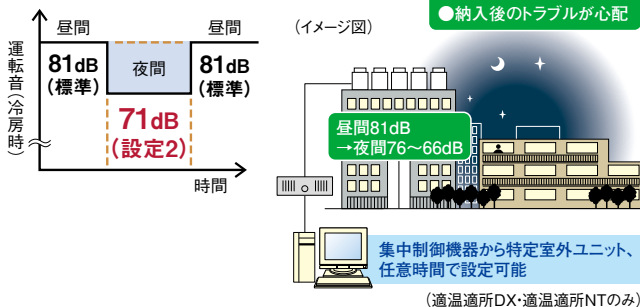 ●納入後のトラブルが心配
昼間
昼間
(イメージ図)
運転音(冷房時)
81dB
(標準)
夜間
81dB
(標準)
71dB
(設定2)
時間
昼間81dB
→夜間76〜66dB
集中制御機器から特定室外ユニット、
任意時間で設定可能
(適温適所DX・適温適所NTのみ)